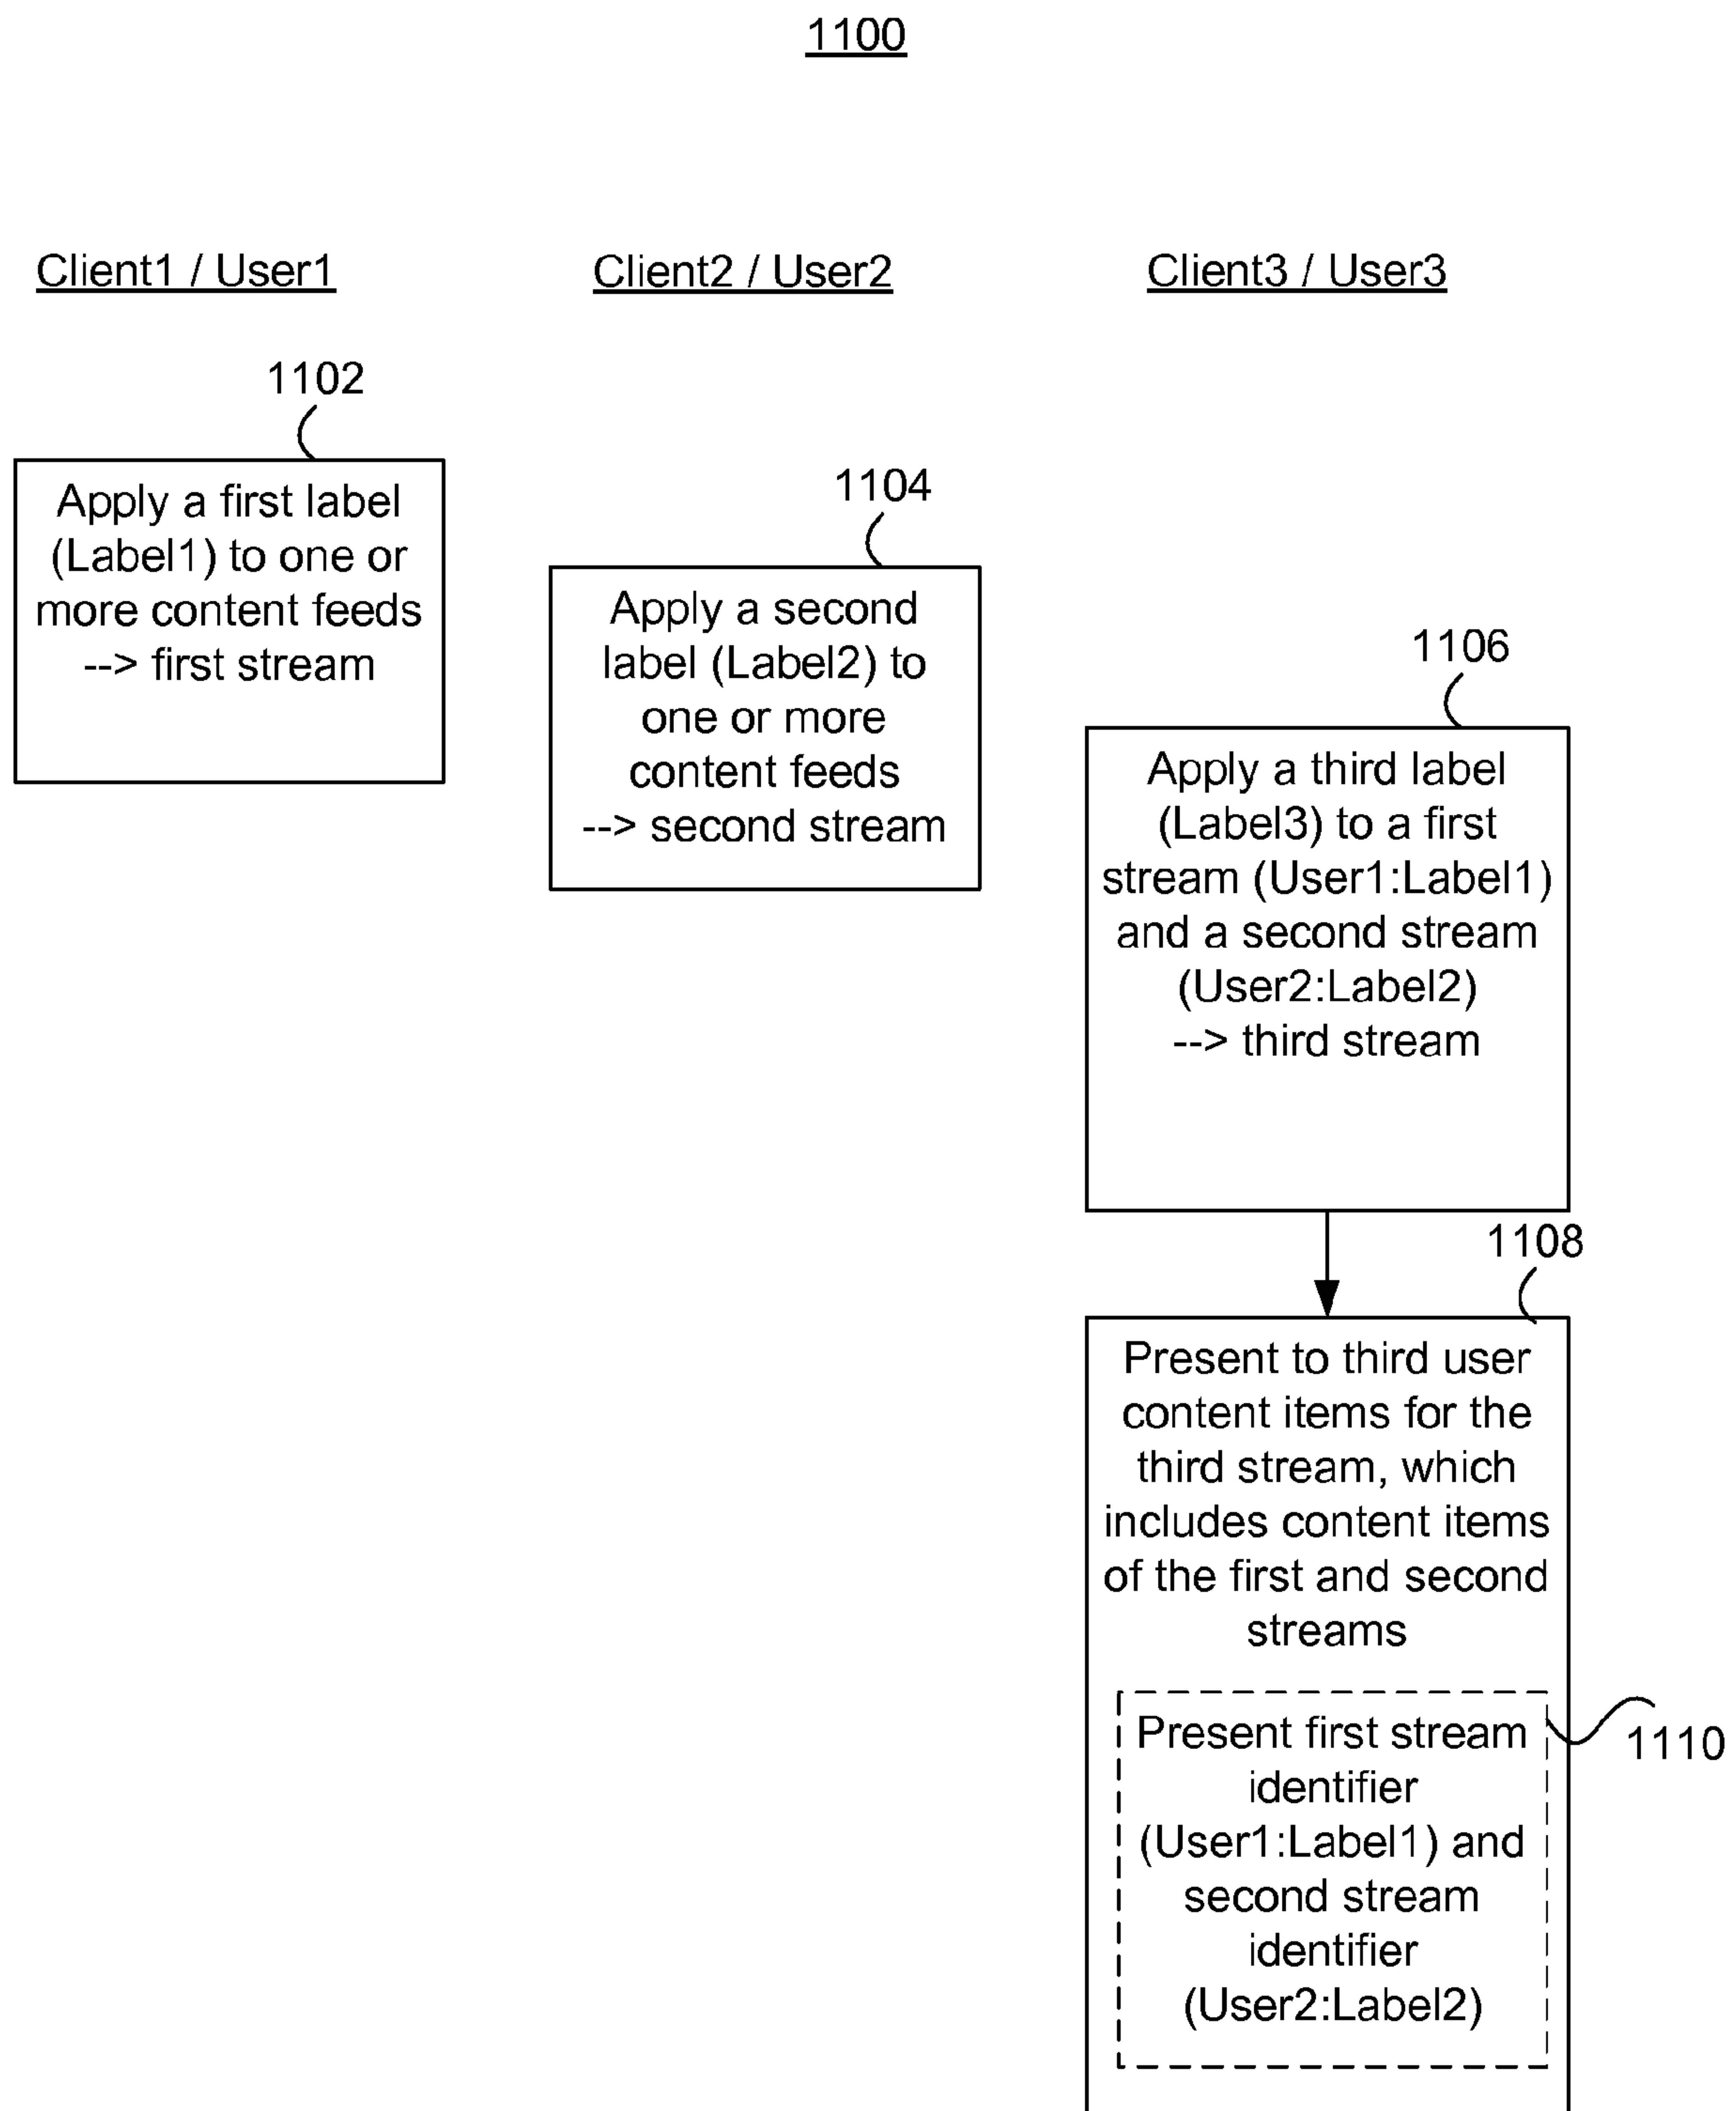 1100
Client1 / User1
Client2 / User2
Client3 / User3
1102
Apply a first label
(Label1) to one or
more content feeds
--> first stream
1104
Apply a second
label (Label2) to
one or more
content feeds
--> second stream
1106
Apply a third label
(Label3) to a first
stream (User1:Label1)
and a second stream
(User2:Label2)
--> third stream
1108
Present to third user
content items for the
third stream, which
includes content items
of the first and second
streams
1110
Present first stream
identifier
(User1:Label1) and
second stream
identifier
(User2:Label2)